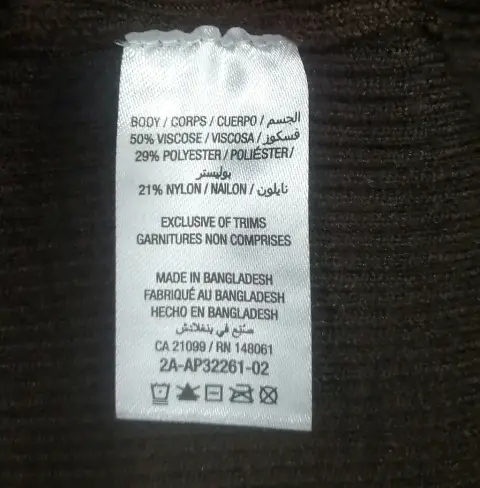 BODY / CORPS / CUERPO / الجسم
50% VISCOSE / VISCOSA / فسكوز
29% POLYESTER / POLIÉSTER /
بوليستر
21% NYLON / NAILON / نايلون
EXCLUSIVE OF TRIMS
GARNITURES NON COMPRISES
MADE IN BANGLADESH
FABRIQUÉ AU BANGLADESH
HECHO EN BANGLADESH
صنع في بنغلادش
CA 21099 / RN 148061
2A-AP32261-02